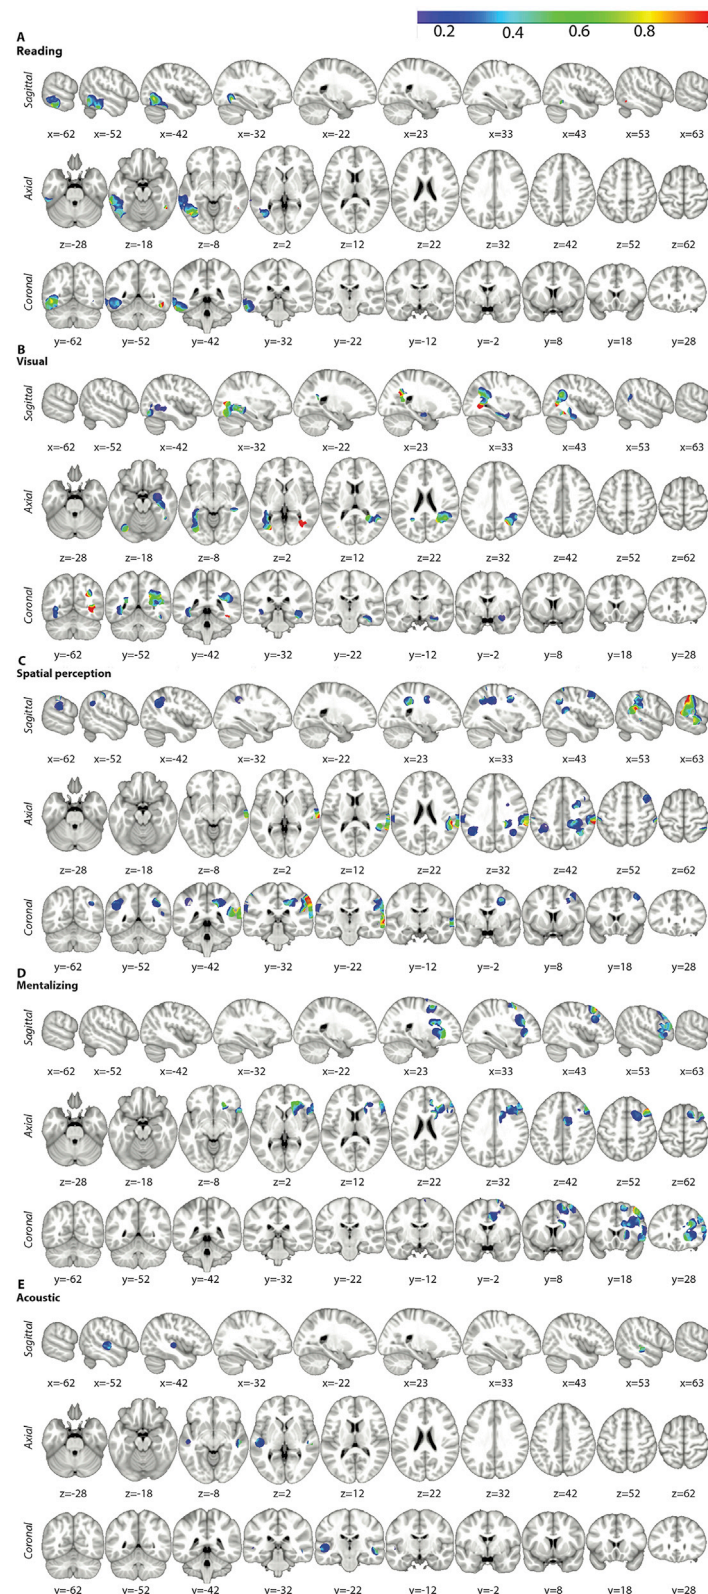 0.2 0.4 0.6 0.8 1
A
Reading
Sagittal
x=-62 x=-52 x=-42 x=-32 x=-22 x=23 x=33 x=43 x=53 x=63
Axial
z=-28 z=-18 z=-8 z=2 z=12 z=22 z=32 z=42 z=52 z=62
Coronal
y=-62 y=-52 y=-42 y=-32 y=-22 y=-12 y=-2 y=8 y=18 y=28
B
Visual
Sagittal
x=-62 x=-52 x=-42 x=-32 x=-22 x=23 x=33 x=43 x=53 x=63
Axial
z=-28 z=-18 z=-8 z=2 z=12 z=22 z=32 z=42 z=52 z=62
Coronal
y=-62 y=-52 y=-42 y=-32 y=-22 y=-12 y=-2 y=8 y=18 y=28
C
Spatial perception
Sagittal
x=-62 x=-52 x=-42 x=-32 x=-22 x=23 x=33 x=43 x=53 x=63
Axial
z=-28 z=-18 z=-8 z=2 z=12 z=22 z=32 z=42 z=52 z=62
Coronal
y=-62 y=-52 y=-42 y=-32 y=-22 y=-12 y=-2 y=8 y=18 y=28
D
Mentalizing
Sagittal
x=-62 x=-52 x=-42 x=-32 x=-22 x=23 x=33 x=43 x=53 x=63
Axial
z=-28 z=-18 z=-8 z=2 z=12 z=22 z=32 z=42 z=52 z=62
Coronal
y=-62 y=-52 y=-42 y=-32 y=-22 y=-12 y=-2 y=8 y=18 y=28
E
Acoustic
Sagittal
x=-62 x=-52 x=-42 x=-32 x=-22 x=23 x=33 x=43 x=53 x=63
Axial
z=-28 z=-18 z=-8 z=2 z=12 z=22 z=32 z=42 z=52 z=62
Coronal
y=-62 y=-52 y=-42 y=-32 y=-22 y=-12 y=-2 y=8 y=18 y=28